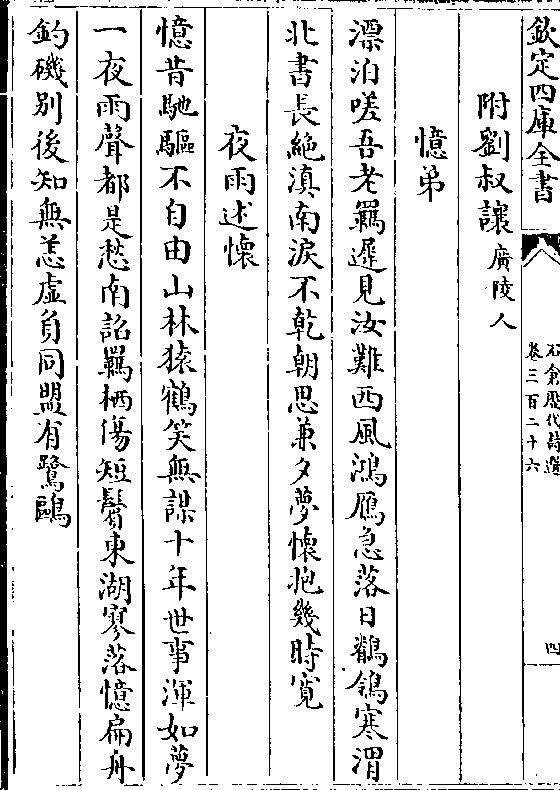 欽定四庫全書
石倉歷代詩選
卷三百二十六
四
附劉叔讓廣陵人
憶弟
漂泊嗟吾老羈遲見汝難西風鴻鴈急落日鶺鴒寒渭
北書長絶滇南淚不乾朝思兼夕夢懷抱幾時寛
夜雨述懷
憶昔馳驅不自由山林猿鶴笑無謀十年世事渾如夢
一夜雨聲都是愁南詔羈栖傷短鬢東湖寥落憶扁舟
釣磯別後知無恙虚負同盟有鷺鷗